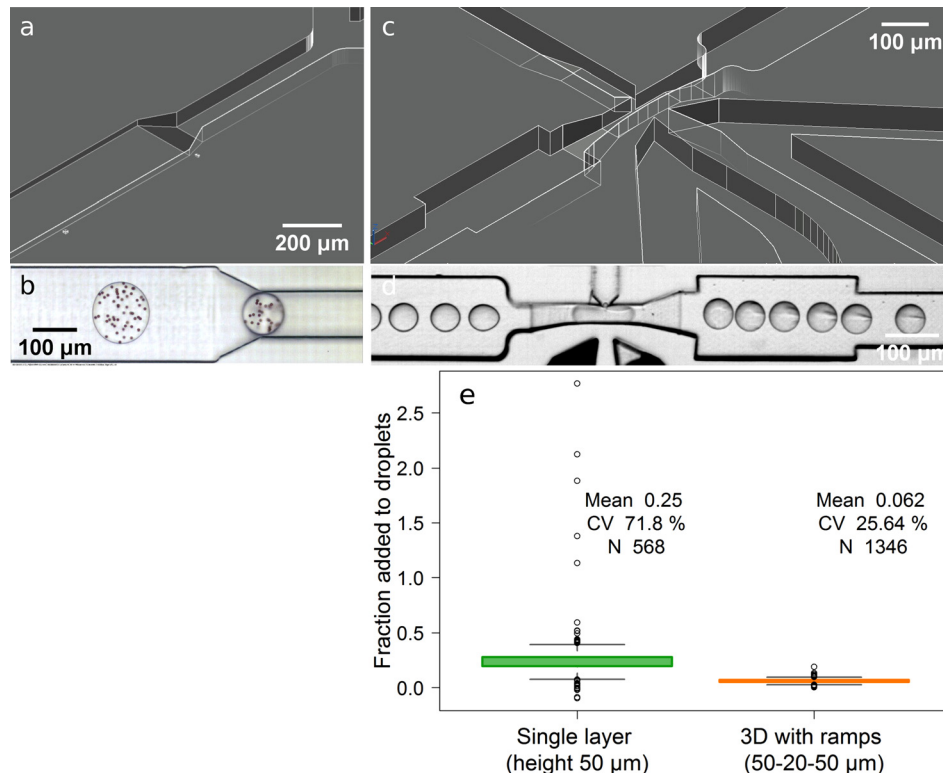 a
200 µm
c
100 µm
b
100 µm
d
100 µm
e
Fraction added to droplets
2.5
2.0
1.5
1.0
0.5
0.0
Mean 0.25
CV 71.8 %
N 568
Mean 0.062
CV 25.64 %
N 1346
Single layer
(height 50 µm)
3D with ramps
(50-20-50 µm)